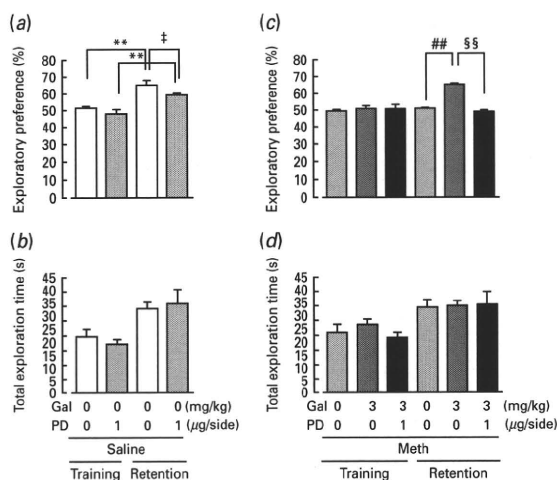 (a)
** ‡
**
Exploratory preference (%)
80
70
60
50
40
30
20
10
0
(c)
## §§
Exploratory preference (%)
80
70
60
50
40
30
20
10
0
(b)
Total exploration time (s)
45
40
35
30
25
20
15
10
5
0
Gal 0 0 0 0 (mg/kg)
PD 0 1 0 1 (µg/side)
Saline
Training Retention
(d)
Total exploration time (s)
45
40
35
30
25
20
15
10
5
0
0 3 3 0 3 3 (mg/kg)
0 0 1 0 0 1 (µg/side)
Meth
Training Retention